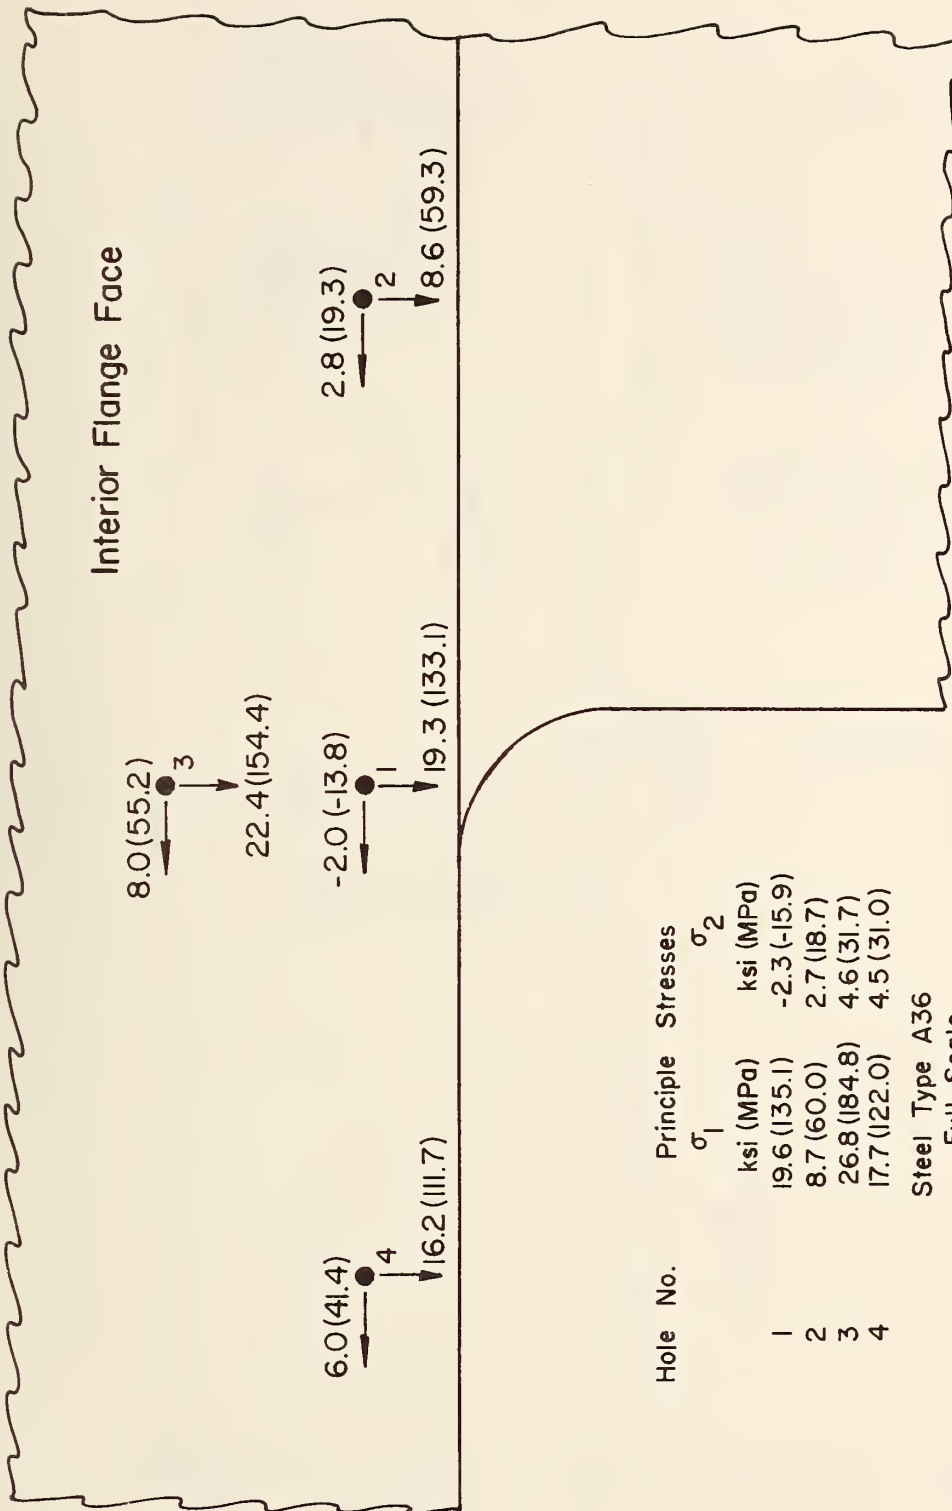 Interior Flange Face
8.0 (55.2)
3
22.4 (154.4)
6.0 (41.4)
-2.0 (-13.8)
2.8 (19.3)
4
1
2
16.2 (111.7)
19.3 (133.1)
8.6 (59.3)
Hole No. Principle Stresses
σ1 σ2
ksi (MPa) ksi (MPa)
1 19.6 (135.1) -2.3 (-15.9)
2 8.7 (60.0) 2.7 (18.7)
3 26.8 (184.8) 4.6 (31.7)
4 17.7 (122.0) 4.5 (31.0)
Steel Type A36
Full Scale